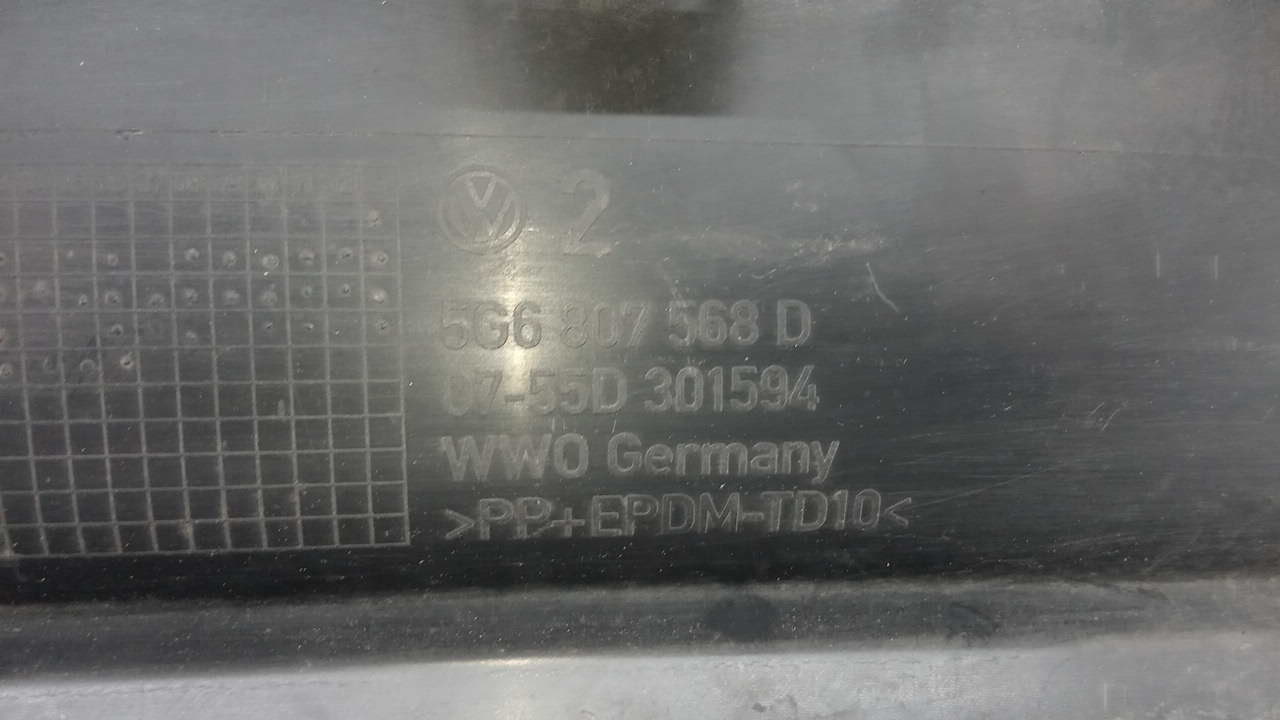 2
5G6 807 568 D
07-55D 301594
WWO Germany
>PP+EPDM-TD10<